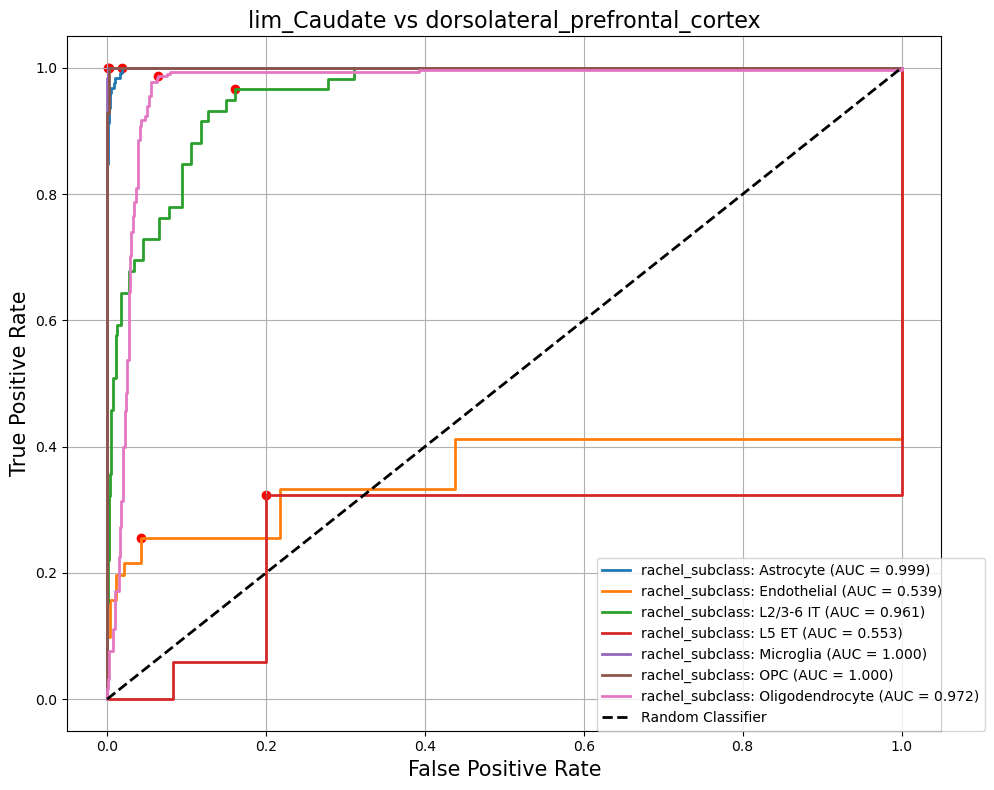 lim_Caudate vs dorsolateral_prefrontal_cortex
True Positive Rate
1.0
0.8
0.6
0.4
0.2
0.0
rachel_subclass: Astrocyte (AUC = 0.999)
rachel_subclass: Endothelial (AUC = 0.539)
rachel_subclass: L2/3-6 IT (AUC = 0.961)
rachel_subclass: L5 ET (AUC = 0.553)
rachel_subclass: Microglia (AUC = 1.000)
rachel_subclass: OPC (AUC = 1.000)
rachel_subclass: Oligodendrocyte (AUC = 0.972)
Random Classifier
0.0 0.2 0.4 0.6 0.8 1.0
False Positive Rate